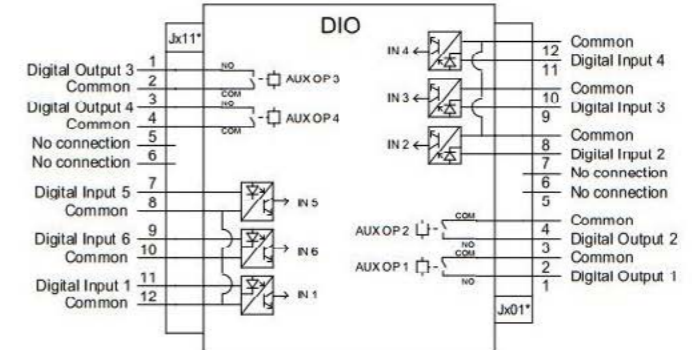 DIO
Jx11*
1
Digital Output 3
NO
2
Common
COM
AUX OP 3
3
Digital Output 4
NO
4
Common
COM
AUX OP 4
5
No connection
6
No connection
7
Digital Input 5
8
Common
IN 5
9
Digital Input 6
10
Common
IN 6
11
Digital Input 1
12
Common
IN 1
IN 4
Common
12
Digital Input 4
11
IN 3
Common
10
Digital Input 3
9
IN 2
Common
8
Digital Input 2
7
No connection
6
No connection
5
AUX OP 2
COM
Common
4
NO
Digital Output 2
3
AUX OP 1
COM
Common
2
NO
Digital Output 1
1
Jx01*